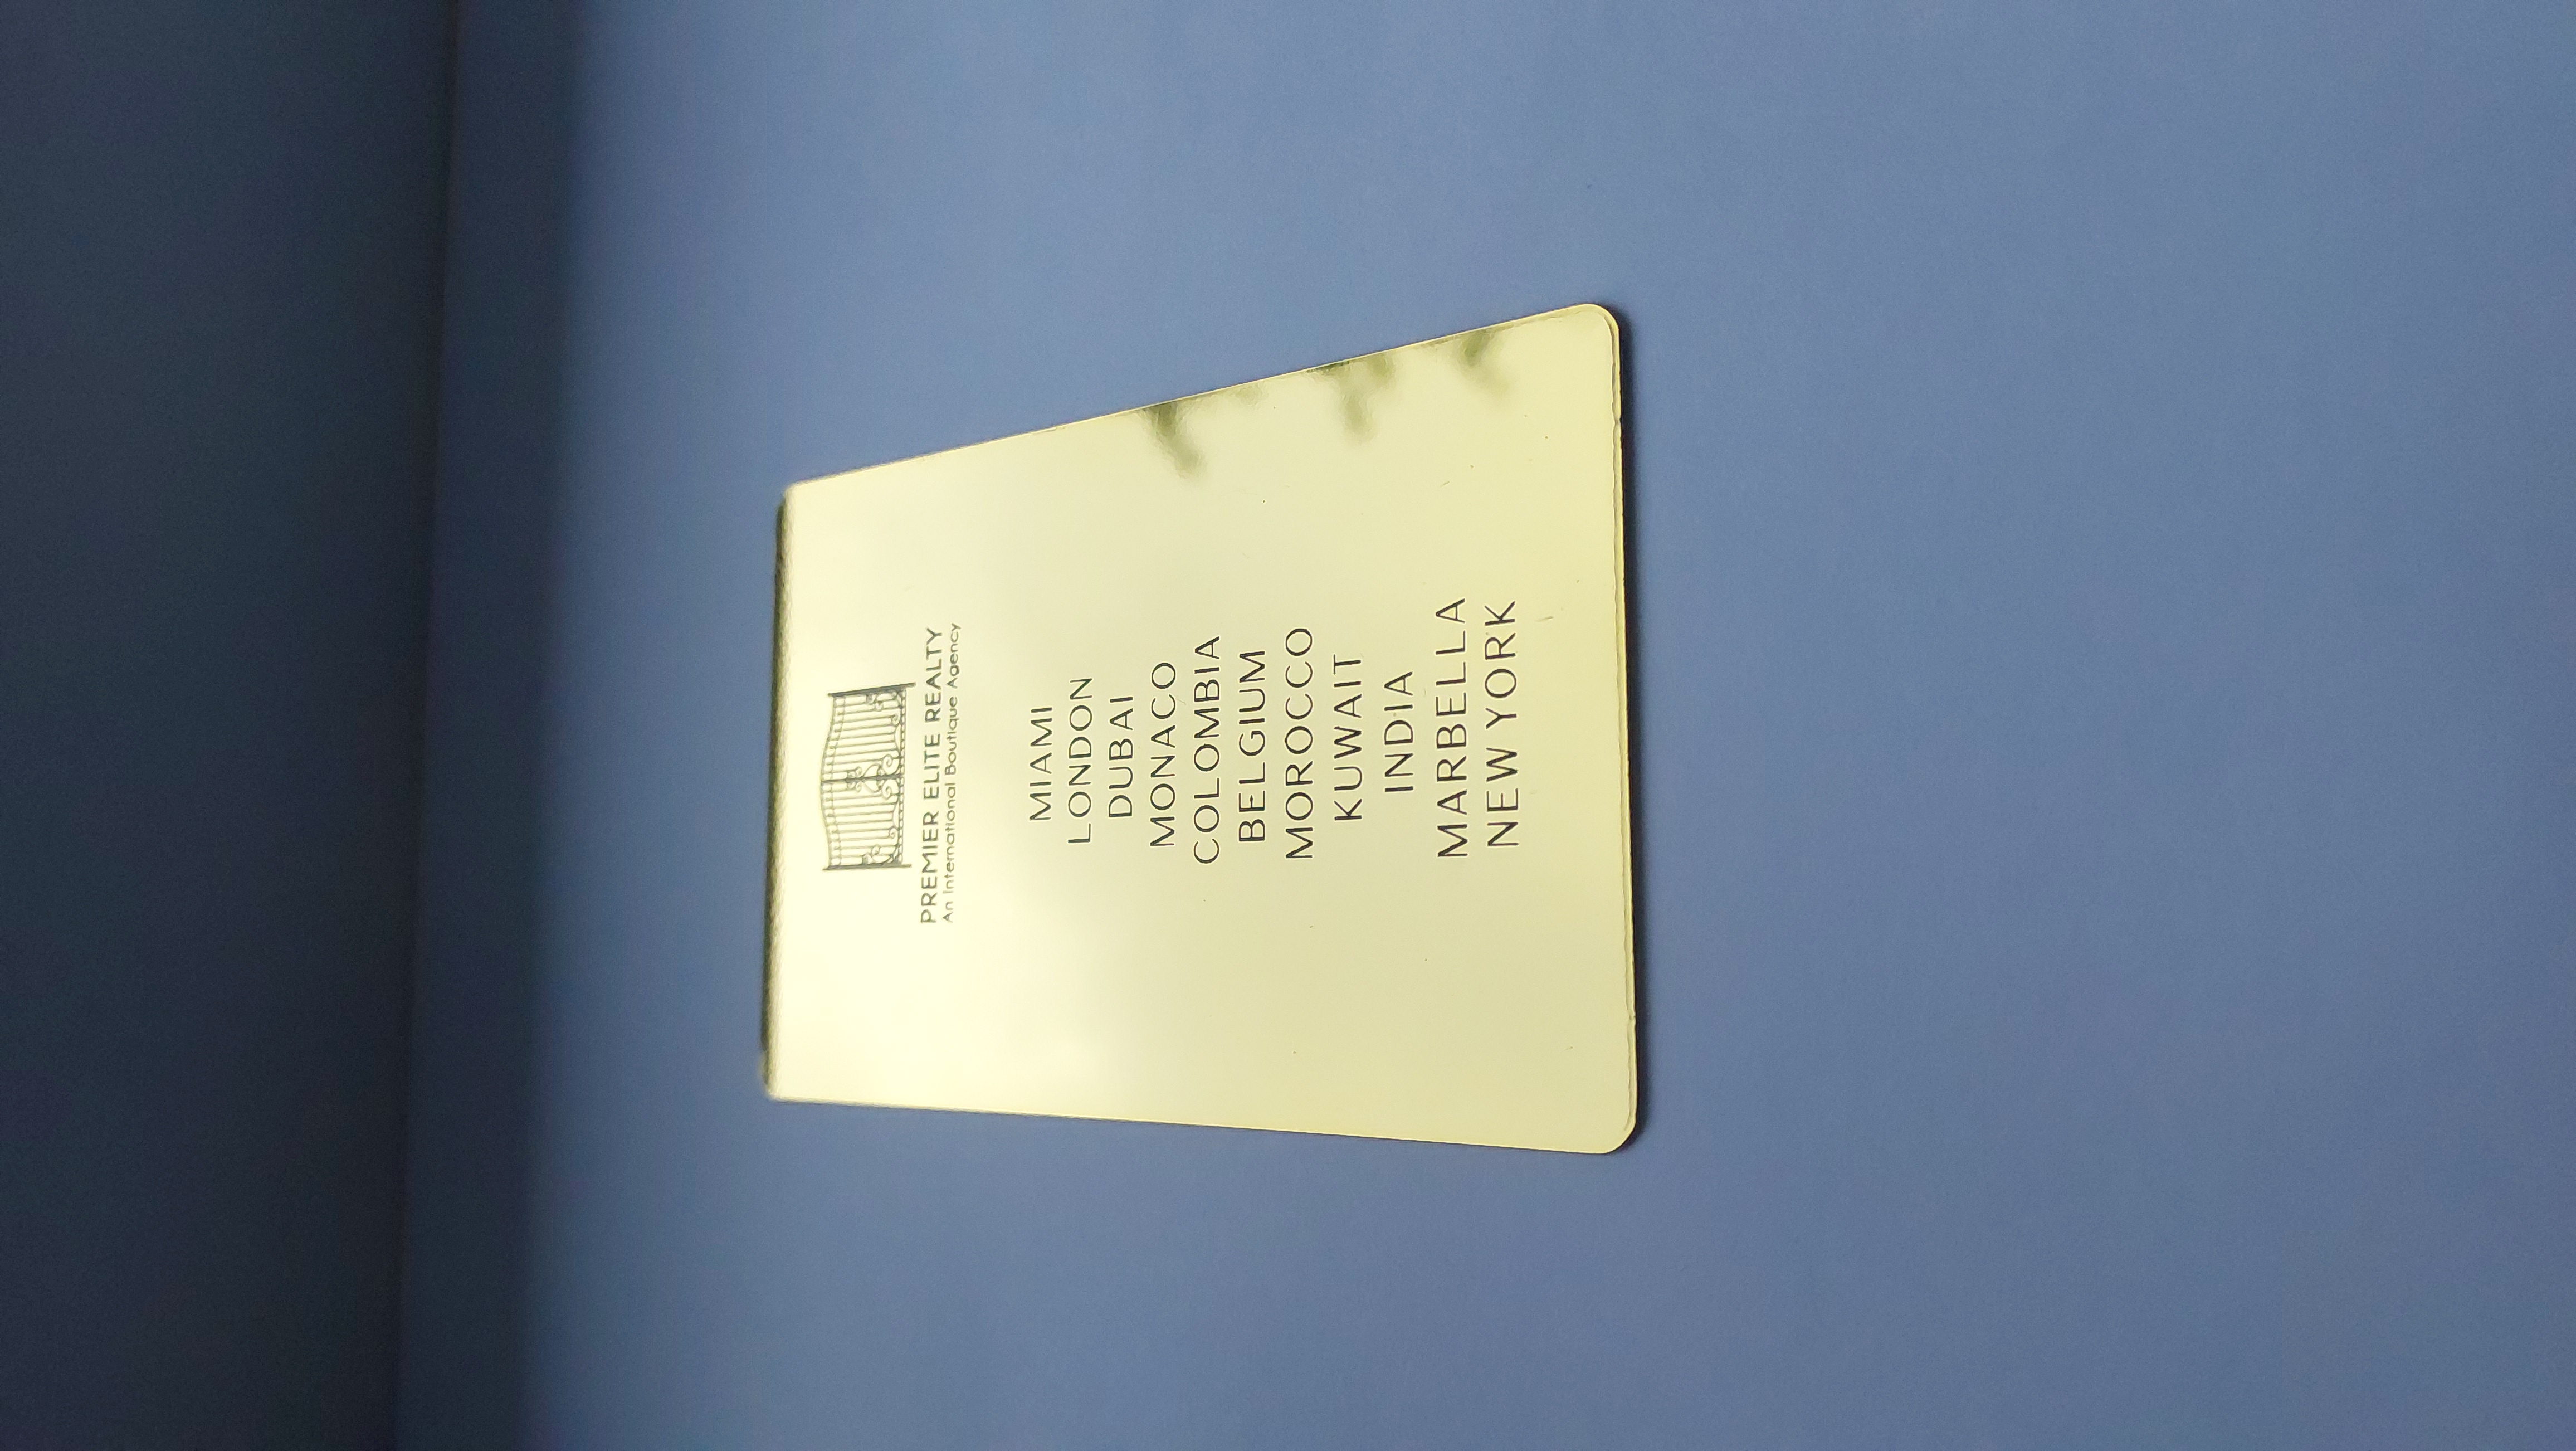 PREMIER ELITE REALTY
An International Boutique Agency
MIAMI
LONDON
DUBAI
MONACO
COLOMBIA
BELGIUM
MOROCCO
KUWAIT
INDIA
MARBELLA
NEW YORK